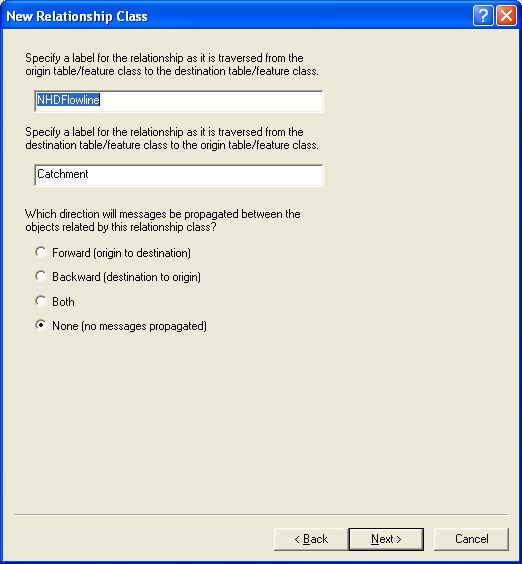 New Relationship Class
Specify a label for the relationship as it is traversed from the
origin table/feature class to the destination table/feature class.
NHDFlowline
Specify a label for the relationship as it is traversed from the
destination table/feature class to the origin table/feature class.
Catchment
Which direction will messages be propagated between the
objects related by this relationship class?
Forward (origin to destination)
Backward (destination to origin)
Both
None (no messages propagated)
< Back Next > Cancel